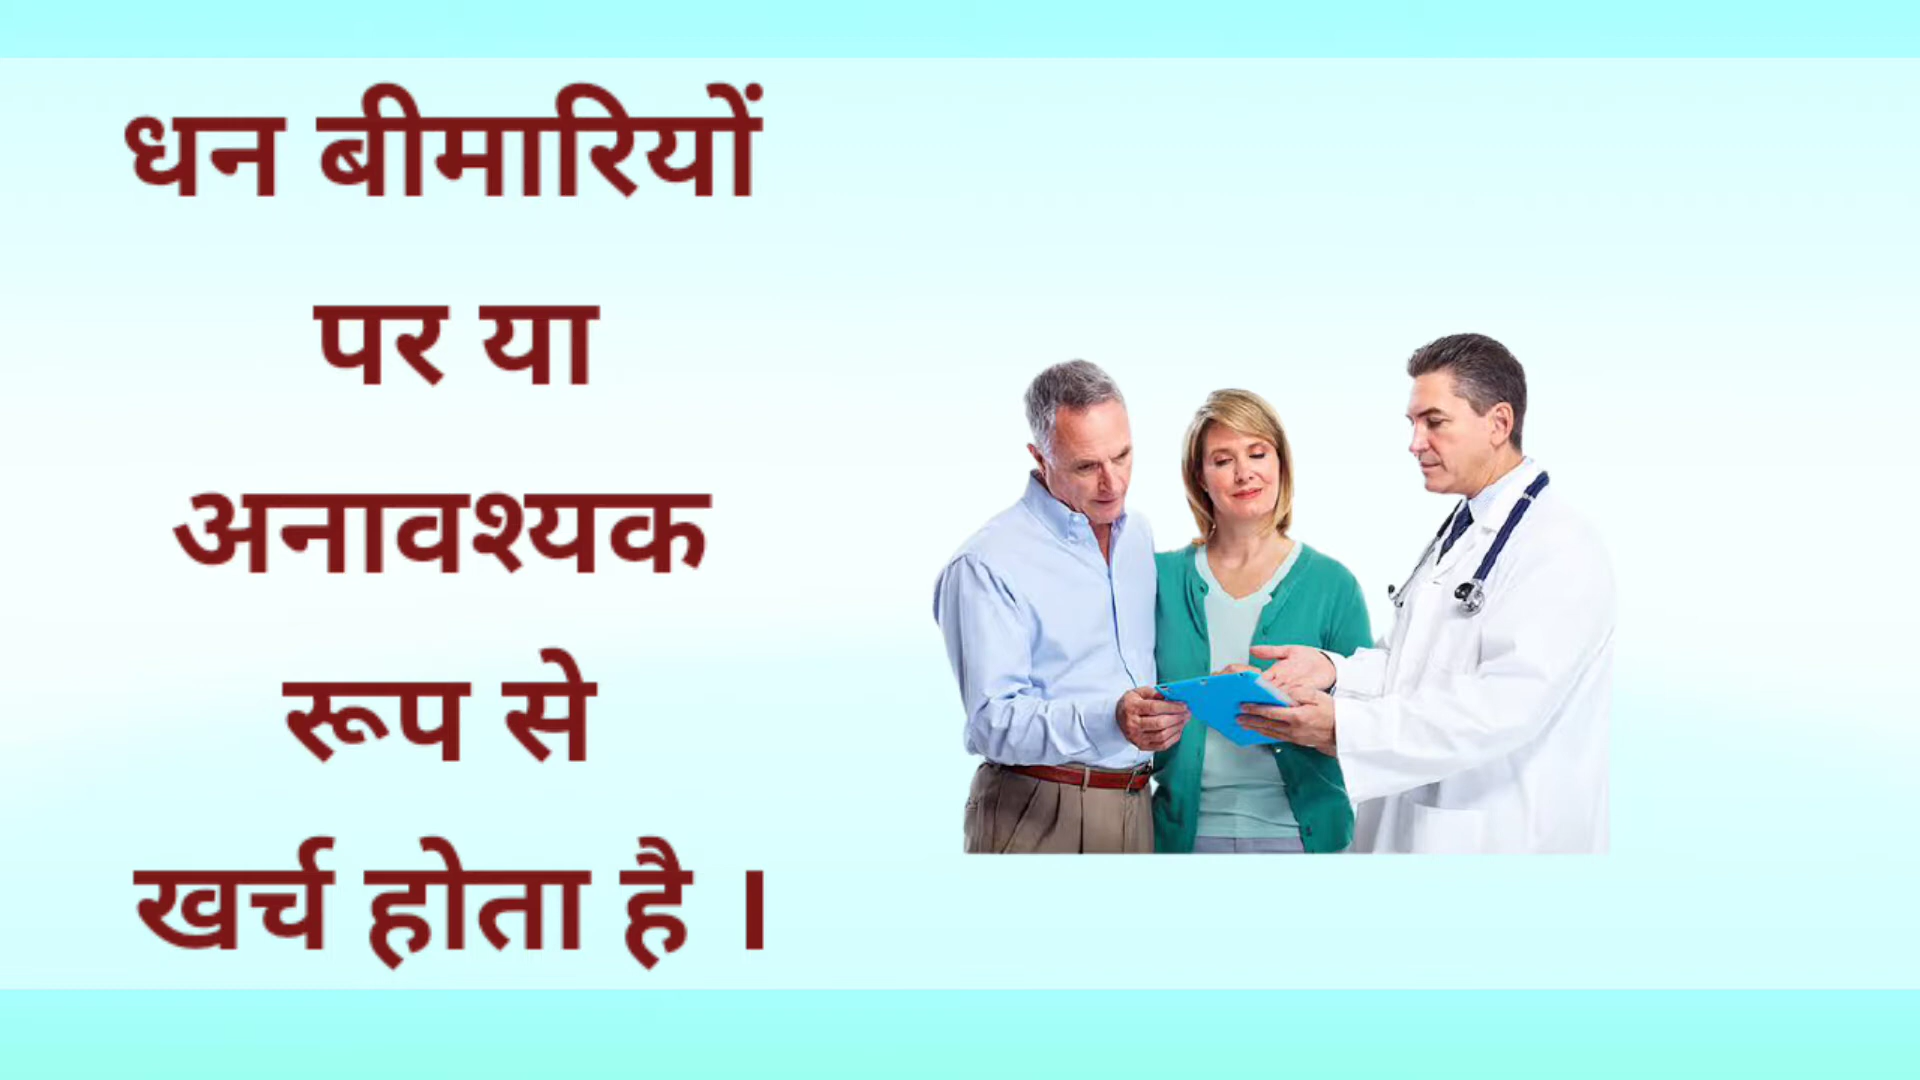 धन बीमारियों
पर या
अनावश्यक
रूप से
खर्च होता है ।